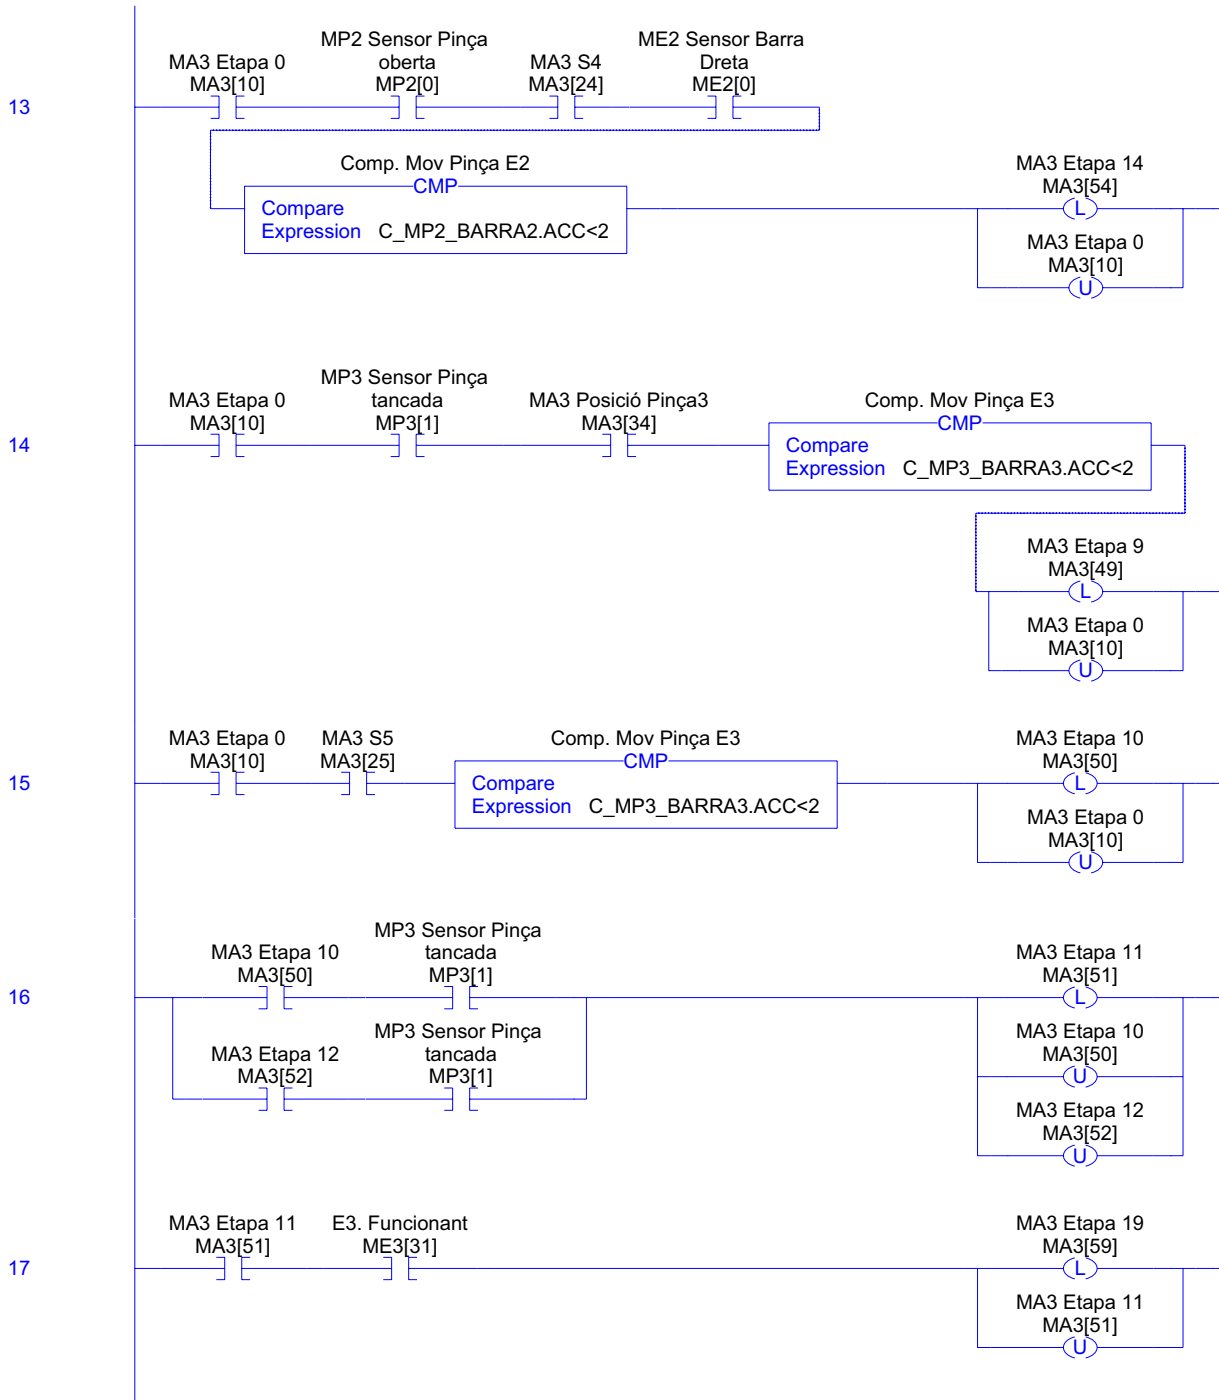 MP2 Sensor Pinça
ME2 Sensor Barra
MA3 Etapa 0
oberta
MA3 S4
Dreta
MA3[10]
MP2[0]
MA3[24]
ME2[0]
13
Comp. Mov Pinça E2
CMP
Compare
Expression C_MP2_BARRA2.ACC<2
MA3 Etapa 14
MA3[54]
L
MA3 Etapa 0
MA3[10]
U
MP3 Sensor Pinça
MA3 Etapa 0
tancada
MA3 Posició Pinça3
Comp. Mov Pinça E3
MA3[10]
MP3[1]
MA3[34]
CMP
14
Compare
Expression C_MP3_BARRA3.ACC<2
MA3 Etapa 9
MA3[49]
L
MA3 Etapa 0
MA3[10]
U
MA3 Etapa 0
MA3 S5
Comp. Mov Pinça E3
MA3 Etapa 10
MA3[10]
MA3[25]
CMP
MA3[50]
15
Compare
L
Expression C_MP3_BARRA3.ACC<2
MA3 Etapa 0
MA3[10]
U
MP3 Sensor Pinça
MA3 Etapa 10
tancada
MA3 Etapa 11
MA3[50]
MP3[1]
MA3[51]
16
L
MP3 Sensor Pinça
MA3 Etapa 12
tancada
MA3[52]
MP3[1]
MA3 Etapa 10
MA3[50]
U
MA3 Etapa 12
MA3[52]
U
MA3 Etapa 11
E3. Funcionant
MA3 Etapa 19
MA3[51]
ME3[31]
MA3[59]
17
L
MA3 Etapa 11
MA3[51]
U